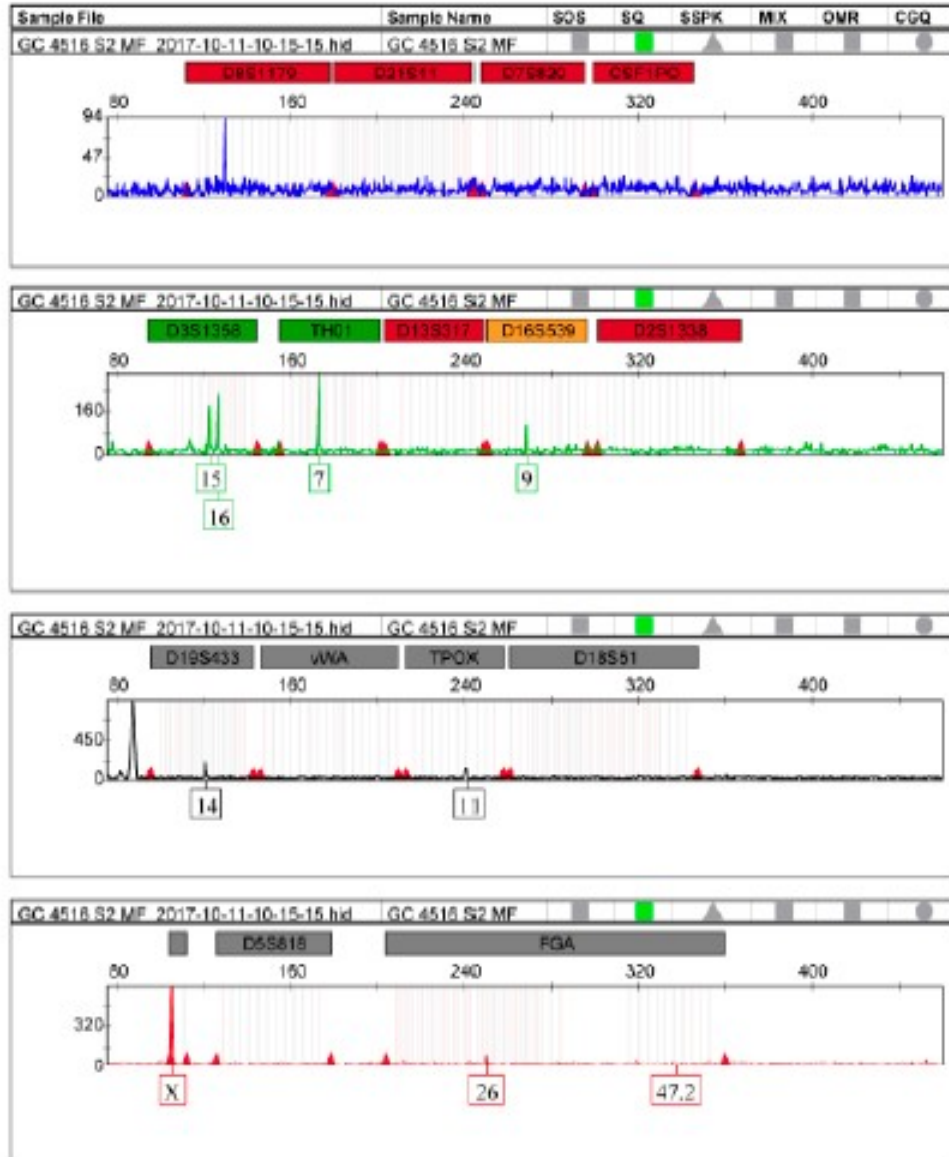 Sample File Sample Name SOS SQ SSPK MIX OMR CGQ
GC 4516 S2 MF 2017-10-11-10-15-15.hid GC 4516 S2 MF
D8S1179 D21S11 D7S820 CSF1PO
80 160 240 320 400
94
47
0
GC 4516 S2 MF 2017-10-11-10-15-15.hid GC 4516 S2 MF
D3S1358 TH01 D13S317 D16S539 D2S1338
80 160 240 320 400
160
0
15 7 9
16
GC 4516 S2 MF 2017-10-11-10-15-15.hid GC 4516 S2 MF
D19S433 vWA TPOX D18S51
80 160 240 320 400
450
0
14 11
GC 4516 S2 MF 2017-10-11-10-15-15.hid GC 4516 S2 MF
D5S818 FGA
80 160 240 320 400
320
0
X 26 47.2